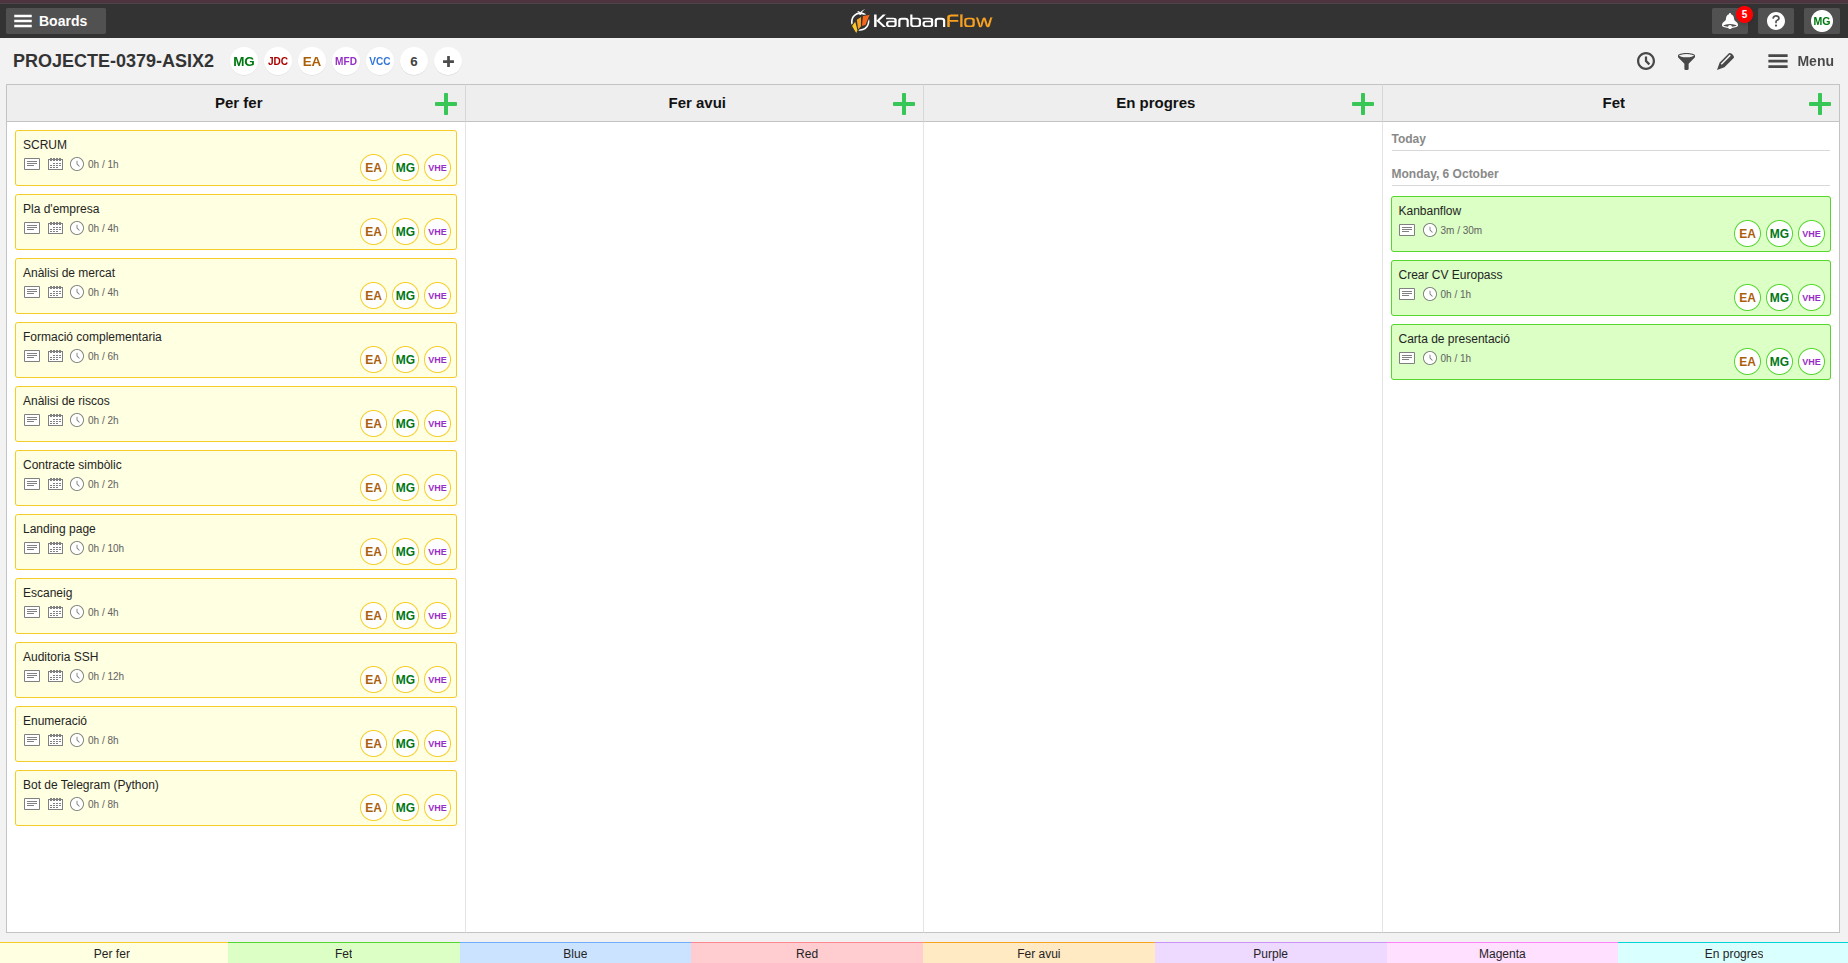 Boards
KanbanFlow
5
MG
PROJECTE-0379-ASIX2 MG JDC EA MFD VCC 6
Menu
Per fer
Fer avui
En progres
Fet
SCRUM
0h / 1h
EA MG VHE
Pla d'empresa
0h / 4h
EA MG VHE
Anàlisi de mercat
0h / 4h
EA MG VHE
Formació complementaria
0h / 6h
EA MG VHE
Anàlisi de riscos
0h / 2h
EA MG VHE
Contracte simbòlic
0h / 2h
EA MG VHE
Landing page
0h / 10h
EA MG VHE
Escaneig
0h / 4h
EA MG VHE
Auditoria SSH
0h / 12h
EA MG VHE
Enumeració
0h / 8h
EA MG VHE
Bot de Telegram (Python)
0h / 8h
EA MG VHE
Today
Monday, 6 October
Kanbanflow
3m / 30m
EA MG VHE
Crear CV Europass
0h / 1h
EA MG VHE
Carta de presentació
0h / 1h
EA MG VHE
Per fer
Fet
Blue
Red
Fer avui
Purple
Magenta
En progres